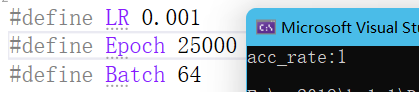 #define LR 0.001
#define Epoch 25000
#define Batch 64
Microsoft Visual Stu
acc_rate:1